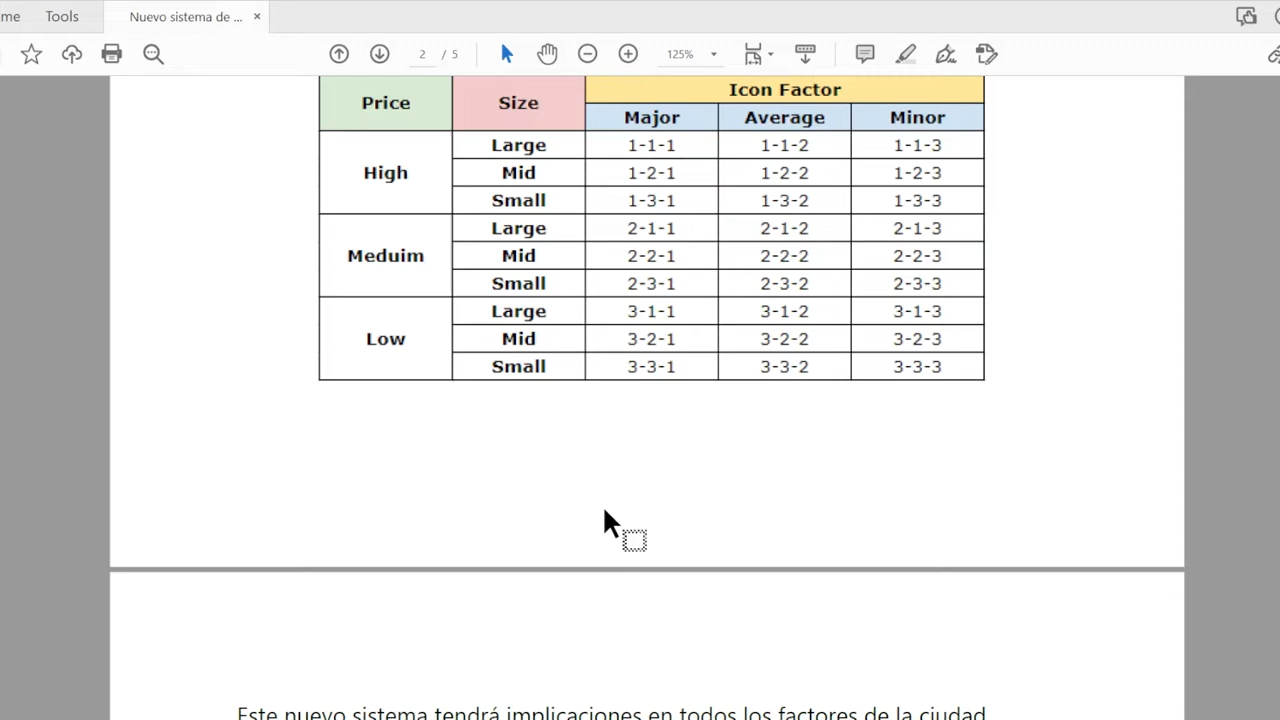 me Tools Nuevo sistema de ... ×
2 / 5 125%
Price Size Icon Factor
Major Average Minor
High Large 1-1-1 1-1-2 1-1-3
Mid 1-2-1 1-2-2 1-2-3
Small 1-3-1 1-3-2 1-3-3
Meduim Large 2-1-1 2-1-2 2-1-3
Mid 2-2-1 2-2-2 2-2-3
Small 2-3-1 2-3-2 2-3-3
Low Large 3-1-1 3-1-2 3-1-3
Mid 3-2-1 3-2-2 3-2-3
Small 3-3-1 3-3-2 3-3-3
Este nuevo sistema tendrá implicaciones en todos los factores de la ciudad